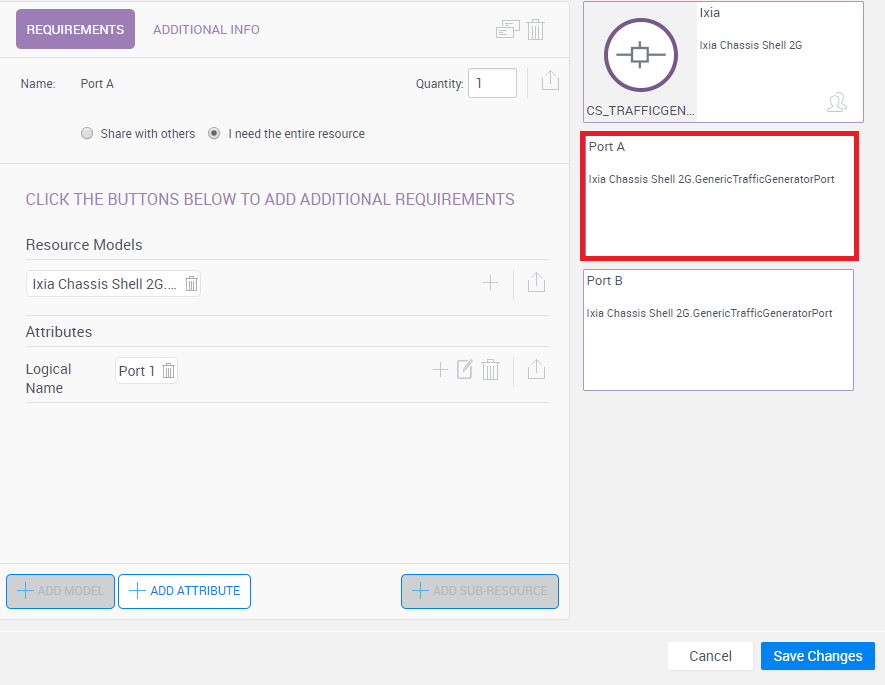 REQUIREMENTS
ADDITIONAL INFO
Name: Port A
Quantity: 1
Share with others
I need the entire resource
CLICK THE BUTTONS BELOW TO ADD ADDITIONAL REQUIREMENTS
Resource Models
Ixia Chassis Shell 2G....
Attributes
Logical
Name
Port 1
ADD MODEL
ADD ATTRIBUTE
ADD SUB-RESOURCE
Ixia
Ixia Chassis Shell 2G
CS_TRAFFICGEN...
Port A
Ixia Chassis Shell 2G.GenericTrafficGeneratorPort
Port B
Ixia Chassis Shell 2G.GenericTrafficGeneratorPort
Cancel
Save Changes